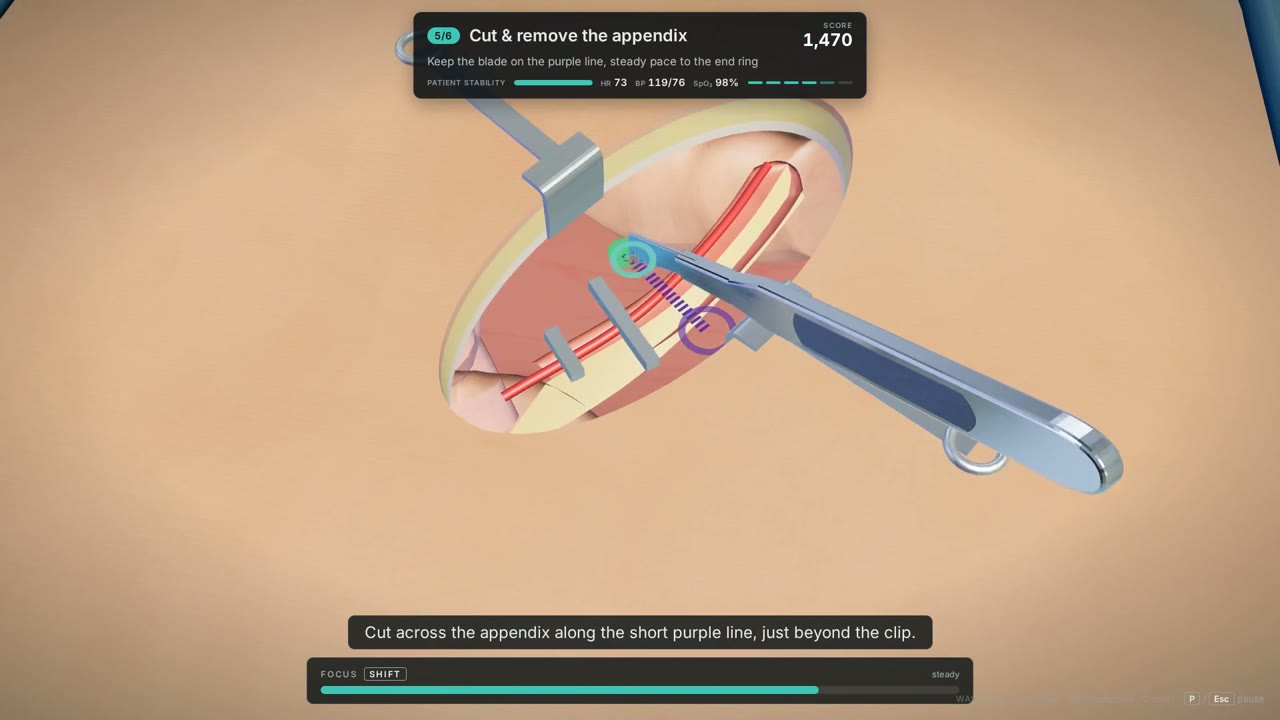 5/6 Cut & remove the appendix
SCORE
1,470
Keep the blade on the purple line, steady pace to the end ring
PATIENT STABILITY HR 73 BP 119/76 SpO₂ 98%
Cut across the appendix along the short purple line, just beyond the clip.
FOCUS SHIFT steady
P / Esc pause